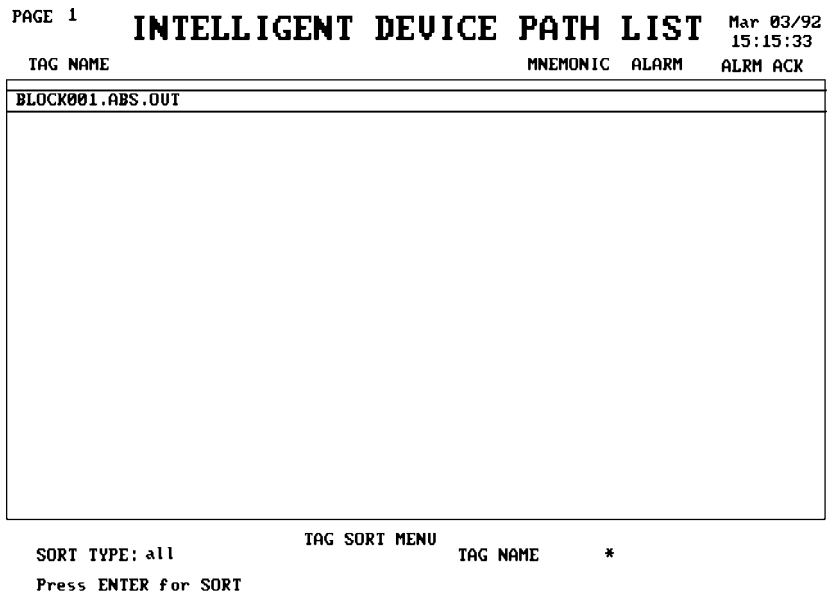 PAGE 1 INTELLIGENT DEVICE PATH LIST Mar 03/92
15:15:33
TAG NAME MNEMONIC ALARM ALRM ACK
BLOCK001.ABS.OUT
TAG SORT MENU
SORT TYPE: all TAG NAME *
Press ENTER for SORT